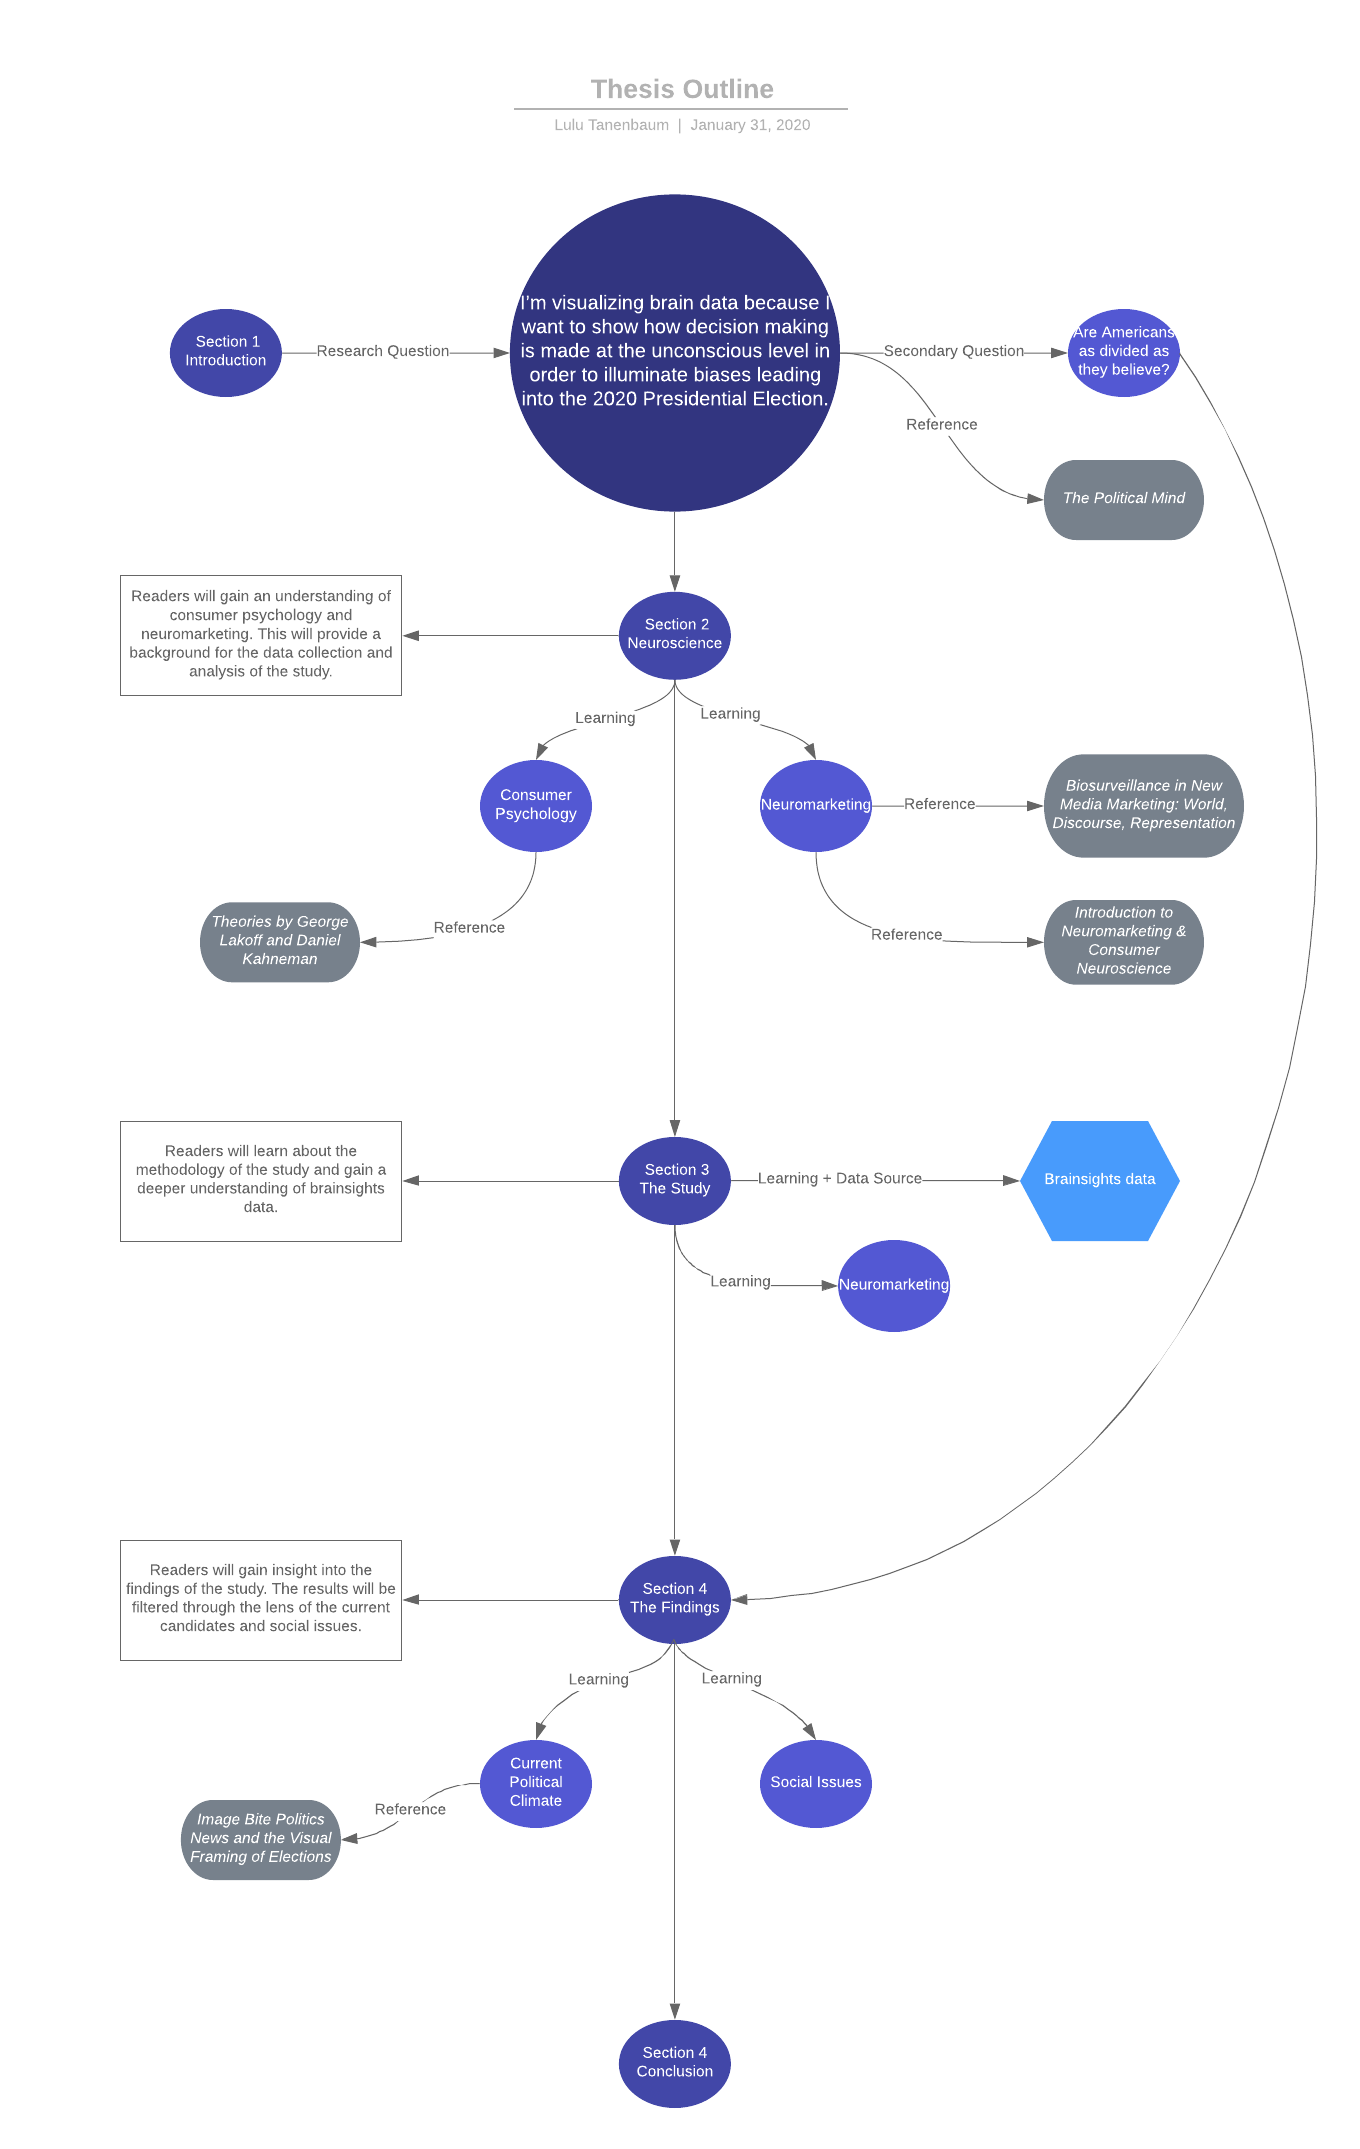 Thesis Outline
Lulu Tanenbaum | January 31, 2020
Section 1
Introduction
Research Question
I'm visualizing brain data because I
want to show how decision making
is made at the unconscious level in
order to illuminate biases leading
into the 2020 Presidential Election.
Secondary Question
Are Americans
as divided as
they believe?
Reference
The Political Mind
Readers will gain an understanding of
consumer psychology and
neuromarketing. This will provide a
background for the data collection and
analysis of the study.
Section 2
Neuroscience
Learning
Learning
Consumer
Psychology
Neuromarketing
Reference
Biosurveillance in New
Media Marketing: World,
Discourse, Representation
Theories by George
Lakoff and Daniel
Kahneman
Reference
Reference
Introduction to
Neuromarketing &
Consumer
Neuroscience
Readers will learn about the
methodology of the study and gain a
deeper understanding of brainsights
data.
Section 3
The Study
Learning + Data Source
Brainsights data
Learning
Neuromarketing
Readers will gain insight into the
findings of the study. The results will be
filtered through the lens of the current
candidates and social issues.
Section 4
The Findings
Learning
Learning
Current
Political
Climate
Social Issues
Reference
Image Bite Politics
News and the Visual
Framing of Elections
Section 4
Conclusion